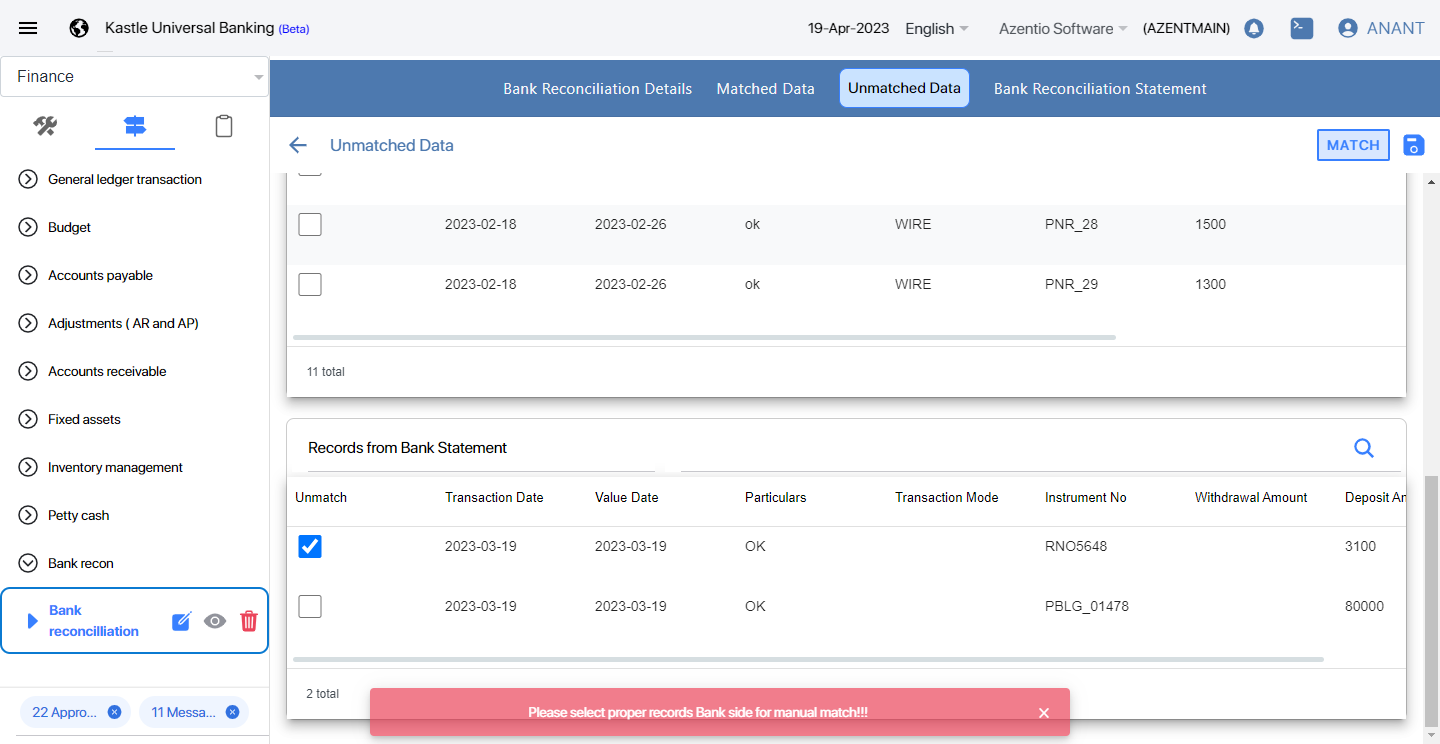 Kastle Universal Banking (Beta)
19-Apr-2023
English
Azentio Software
(AZENTMAIN)
ANANT
Finance
Bank Reconciliation Details
Matched Data
Unmatched Data
Bank Reconciliation Statement
Unmatched Data
MATCH
General ledger transaction
Budget
Accounts payable
Adjustments ( AR and AP)
Accounts receivable
Fixed assets
Inventory management
Petty cash
Bank recon
Bank
reconcilliation
22 Appro...
11 Messa...
2023-02-18 2023-02-26 ok WIRE PNR_28 1500
2023-02-18 2023-02-26 ok WIRE PNR_29 1300
11 total
Records from Bank Statement
Unmatch Transaction Date Value Date Particulars Transaction Mode Instrument No Withdrawal Amount Deposit
2023-03-19 2023-03-19 OK RNO5648 3100
2023-03-19 2023-03-19 OK PBLG_01478 80000
2 total
Please select proper records Bank side for manual match!!!